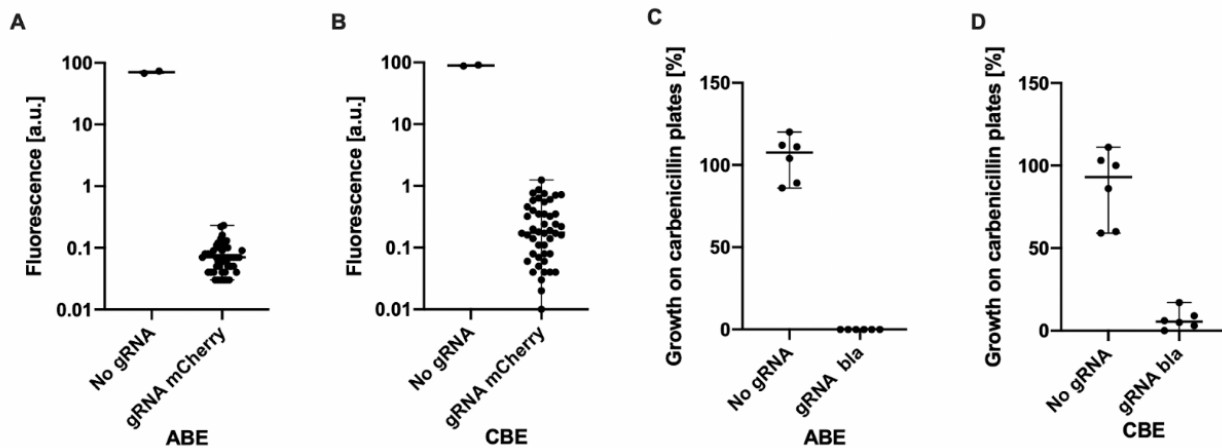 A
Fluorescence [a.u.]
100
10
1
0.1
0.01
No gRNA
gRNA mCherry
ABE
B
Fluorescence [a.u.]
100
10
1
0.1
0.01
No gRNA
gRNA mCherry
CBE
C
Growth on carbenicillin plates [%]
150
100
50
0
No gRNA
gRNA bla
ABE
D
Growth on carbenicillin plates [%]
150
100
50
0
No gRNA
gRNA bla
CBE